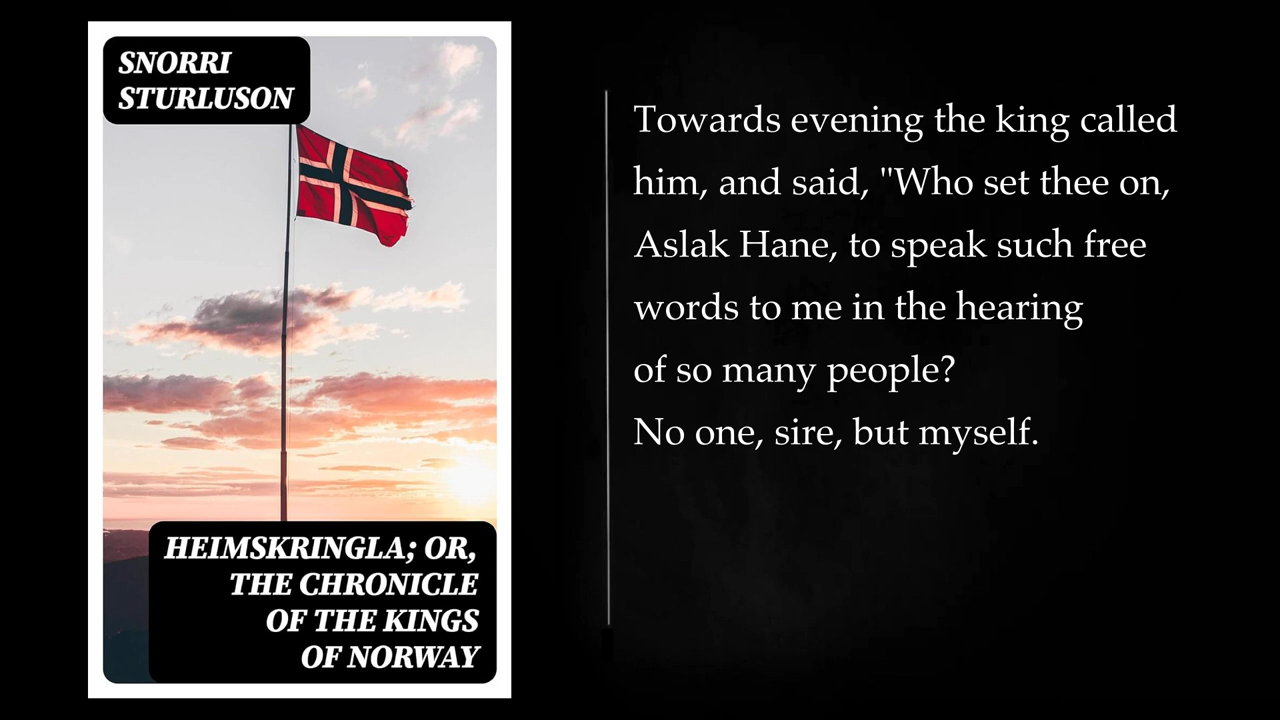 SNORRI
STURLUSON
HEIMSKRINGLA; OR,
THE CHRONICLE
OF THE KINGS
OF NORWAY
Towards evening the king called
him, and said, "Who set thee on,
Aslak Hane, to speak such free
words to me in the hearing
of so many people?
No one, sire, but myself.